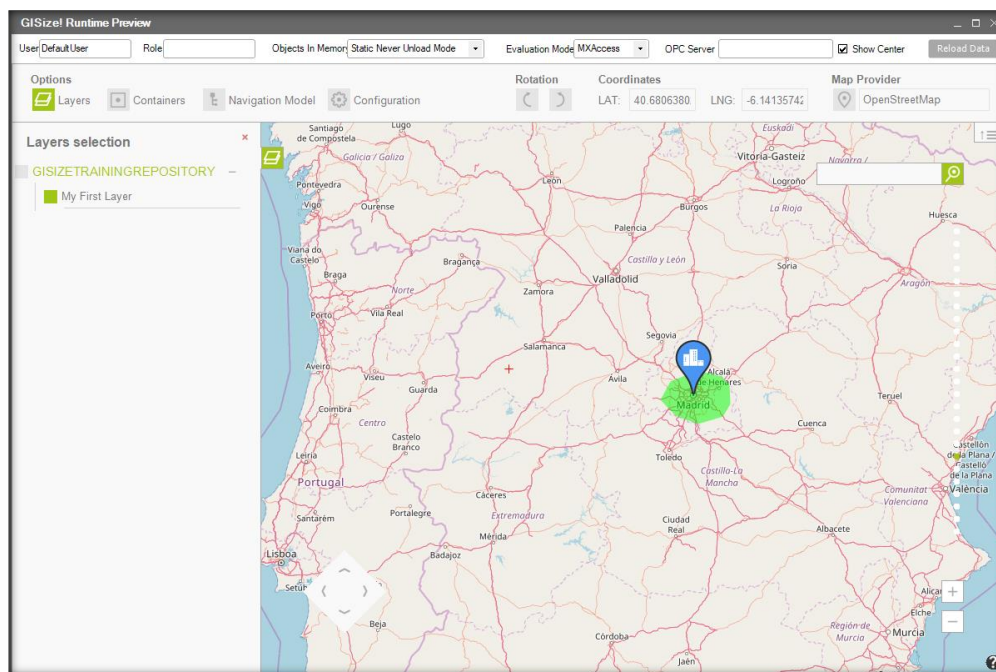 GISize! Runtime Preview
User DefaultUser Role Objects In Memory Static Never Unload Mode Evaluation Mode MXAccess OPC Server Show Center Reload Data
Options Rotation Coordinates Map Provider
Layers Containers Navigation Model Configuration LAT: 40.6806380 LNG: -6.1413574 OpenStreetMap
Layers selection
GISIZETRAININGREPOSITORY
My First Layer
Santiago
de Compostela
Lugo
Euskadi
Galicia / Galiza
Vitoria-Gasteiz
León
Pontevedra
Logroño
Vigo
Ourense
Burgos
La Rioja
Huesca
Palencia
Viana do
Castelo
Bragança
Castilla y León
Soria
Braga
Valladolid
Aragón
Norte
Zamora
Porto
Vila Real
Segovia
Salamanca
Aveiro
Viseu
Ávila
Alcalá
de Henares
Guarda
Madrid
Teruel
Coimbra
Centro
Cuenca
Castelo
Branco
Castellón
de la Plana /
Castelló
de la Plana
Leiria
Toledo
Castilla-La
Mancha
Portugal
Cáceres
Comunitat
Valenciana
València
Santarém
Portalegre
Extremadura
Ciudad
Real
Albacete
Mérida
Lisboa
Badajoz
Elche
Beja
Región de
Murcia
Murcia
Córdoba
Jaén